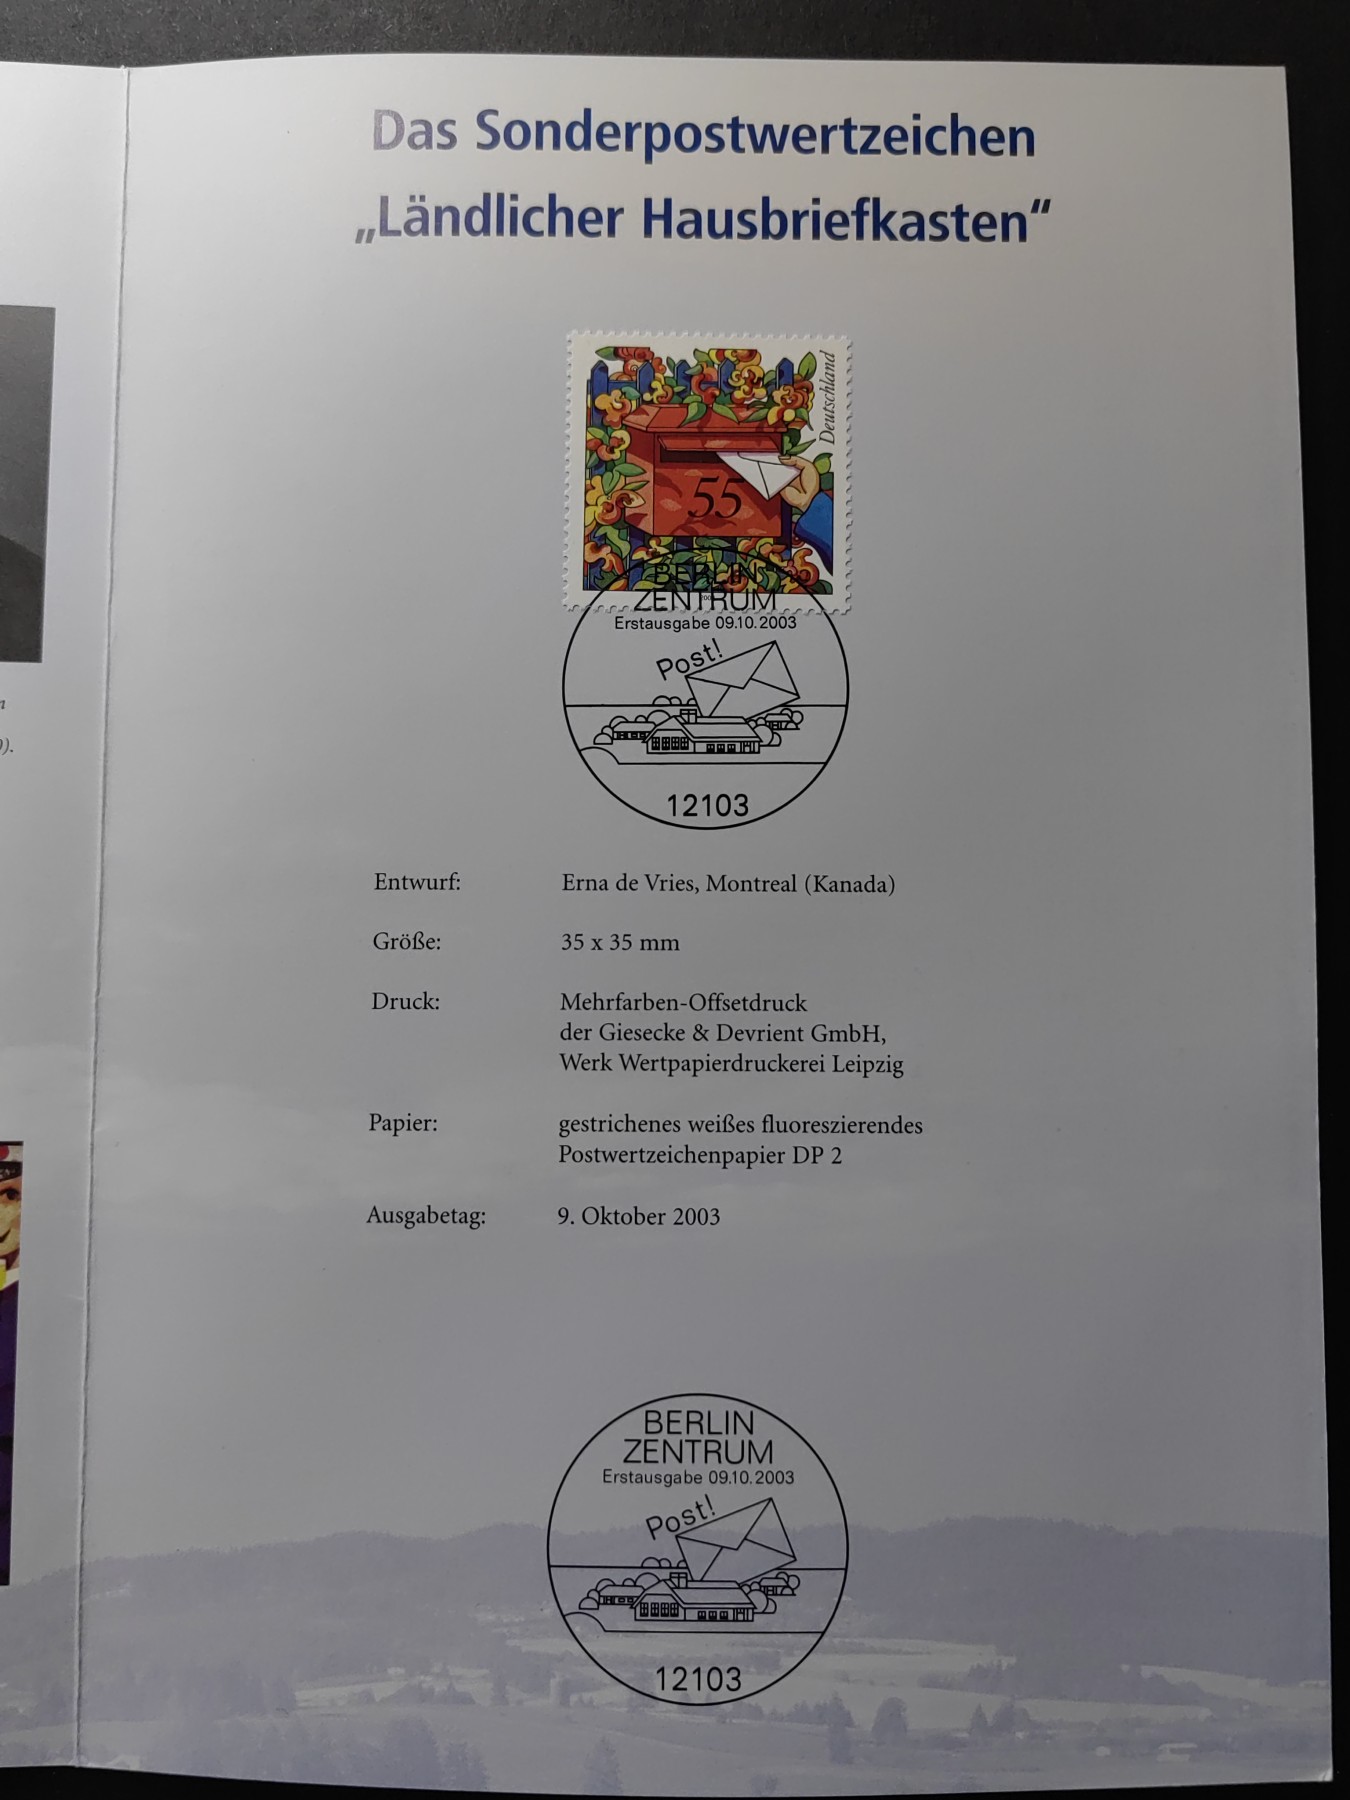 Das Sonderpostwertzeichen
„Ländlicher Hausbriefkasten“
Deutschland
55
BERLIN
ZENTRUM
Erstausgabe 09.10.2003
Post!
12103
Entwurf: Erna de Vries, Montreal (Kanada)
Größe: 35 x 35 mm
Druck: Mehrfarben-Offsetdruck
der Giesecke & Devrient GmbH,
Werk Wertpapierdruckerei Leipzig
Papier: gestrichenes weißes fluoreszierendes
Postwertzeichenpapier DP 2
Ausgabetag: 9. Oktober 2003
BERLIN
ZENTRUM
Erstausgabe 09.10.2003
Post!
12103